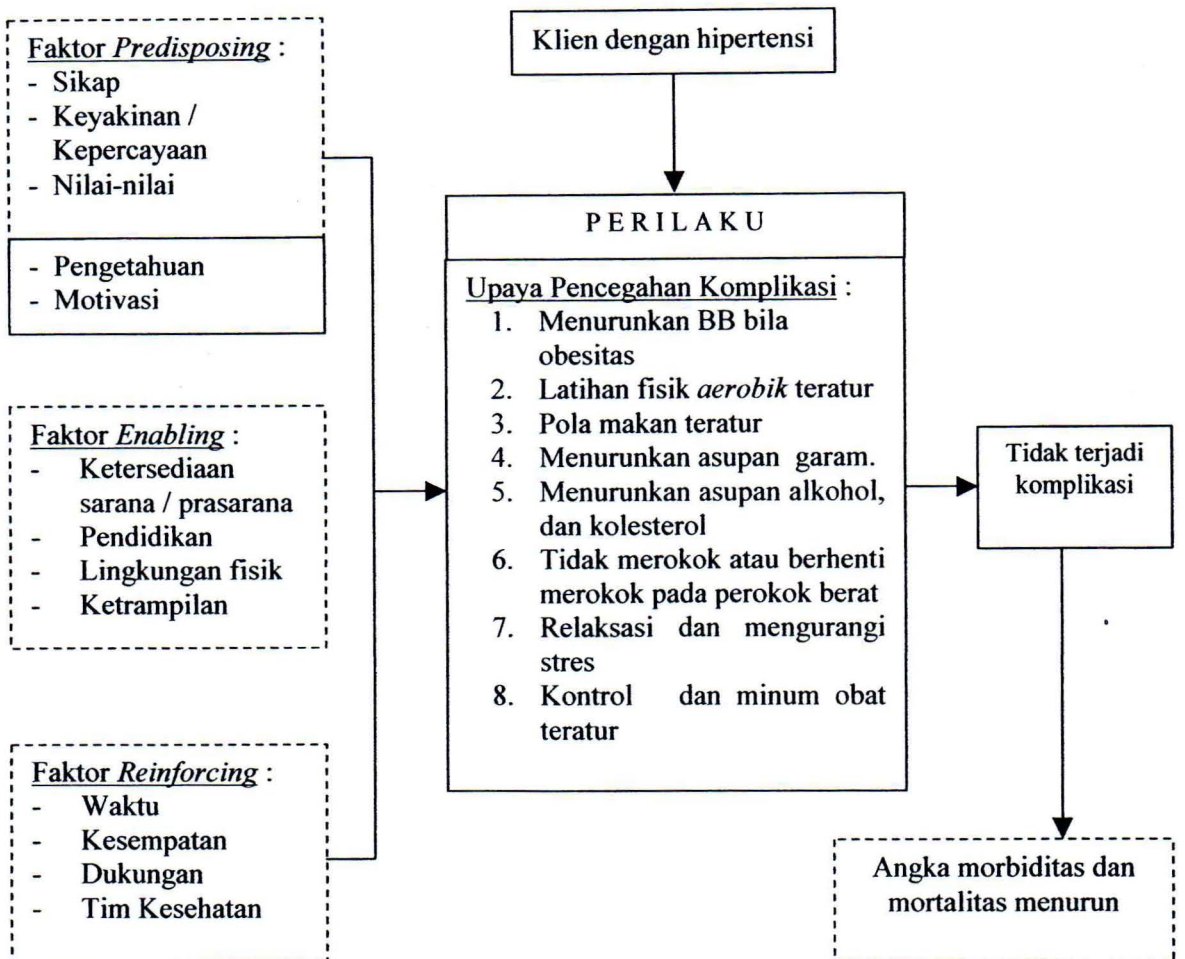 Faktor Predisposing :
- Sikap
- Keyakinan /
Kepercayaan
- Nilai-nilai
- Pengetahuan
- Motivasi
Faktor Enabling :
- Ketersediaan
sarana / prasarana
- Pendidikan
- Lingkungan fisik
- Ketrampilan
Faktor Reinforcing :
- Waktu
- Kesempatan
- Dukungan
- Tim Kesehatan
Klien dengan hipertensi
P E R I L A K U
Upaya Pencegahan Komplikasi :
1. Menurunkan BB bila
obesitas
2. Latihan fisik aerobik teratur
3. Pola makan teratur
4. Menurunkan asupan garam.
5. Menurunkan asupan alkohol,
dan kolesterol
6. Tidak merokok atau berhenti
merokok pada perokok berat
7. Relaksasi dan mengurangi
stres
8. Kontrol dan minum obat
teratur
Tidak terjadi
komplikasi
Angka morbiditas dan
mortalitas menurun